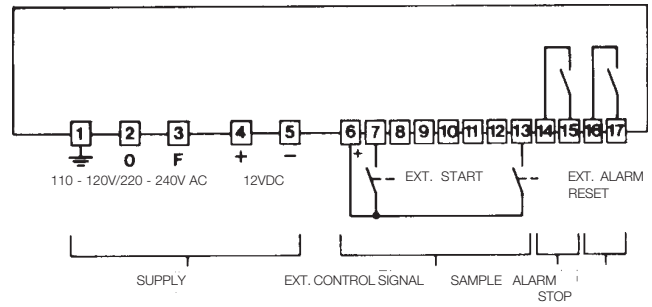 1 2 3 4 5 6 7 8 9 10 11 12 13 14 15 16 17
0 F + − +
110 - 120V/220 - 240V AC 12VDC EXT. START EXT. ALARM
RESET
SUPPLY EXT. CONTROL SIGNAL SAMPLE ALARM
STOP